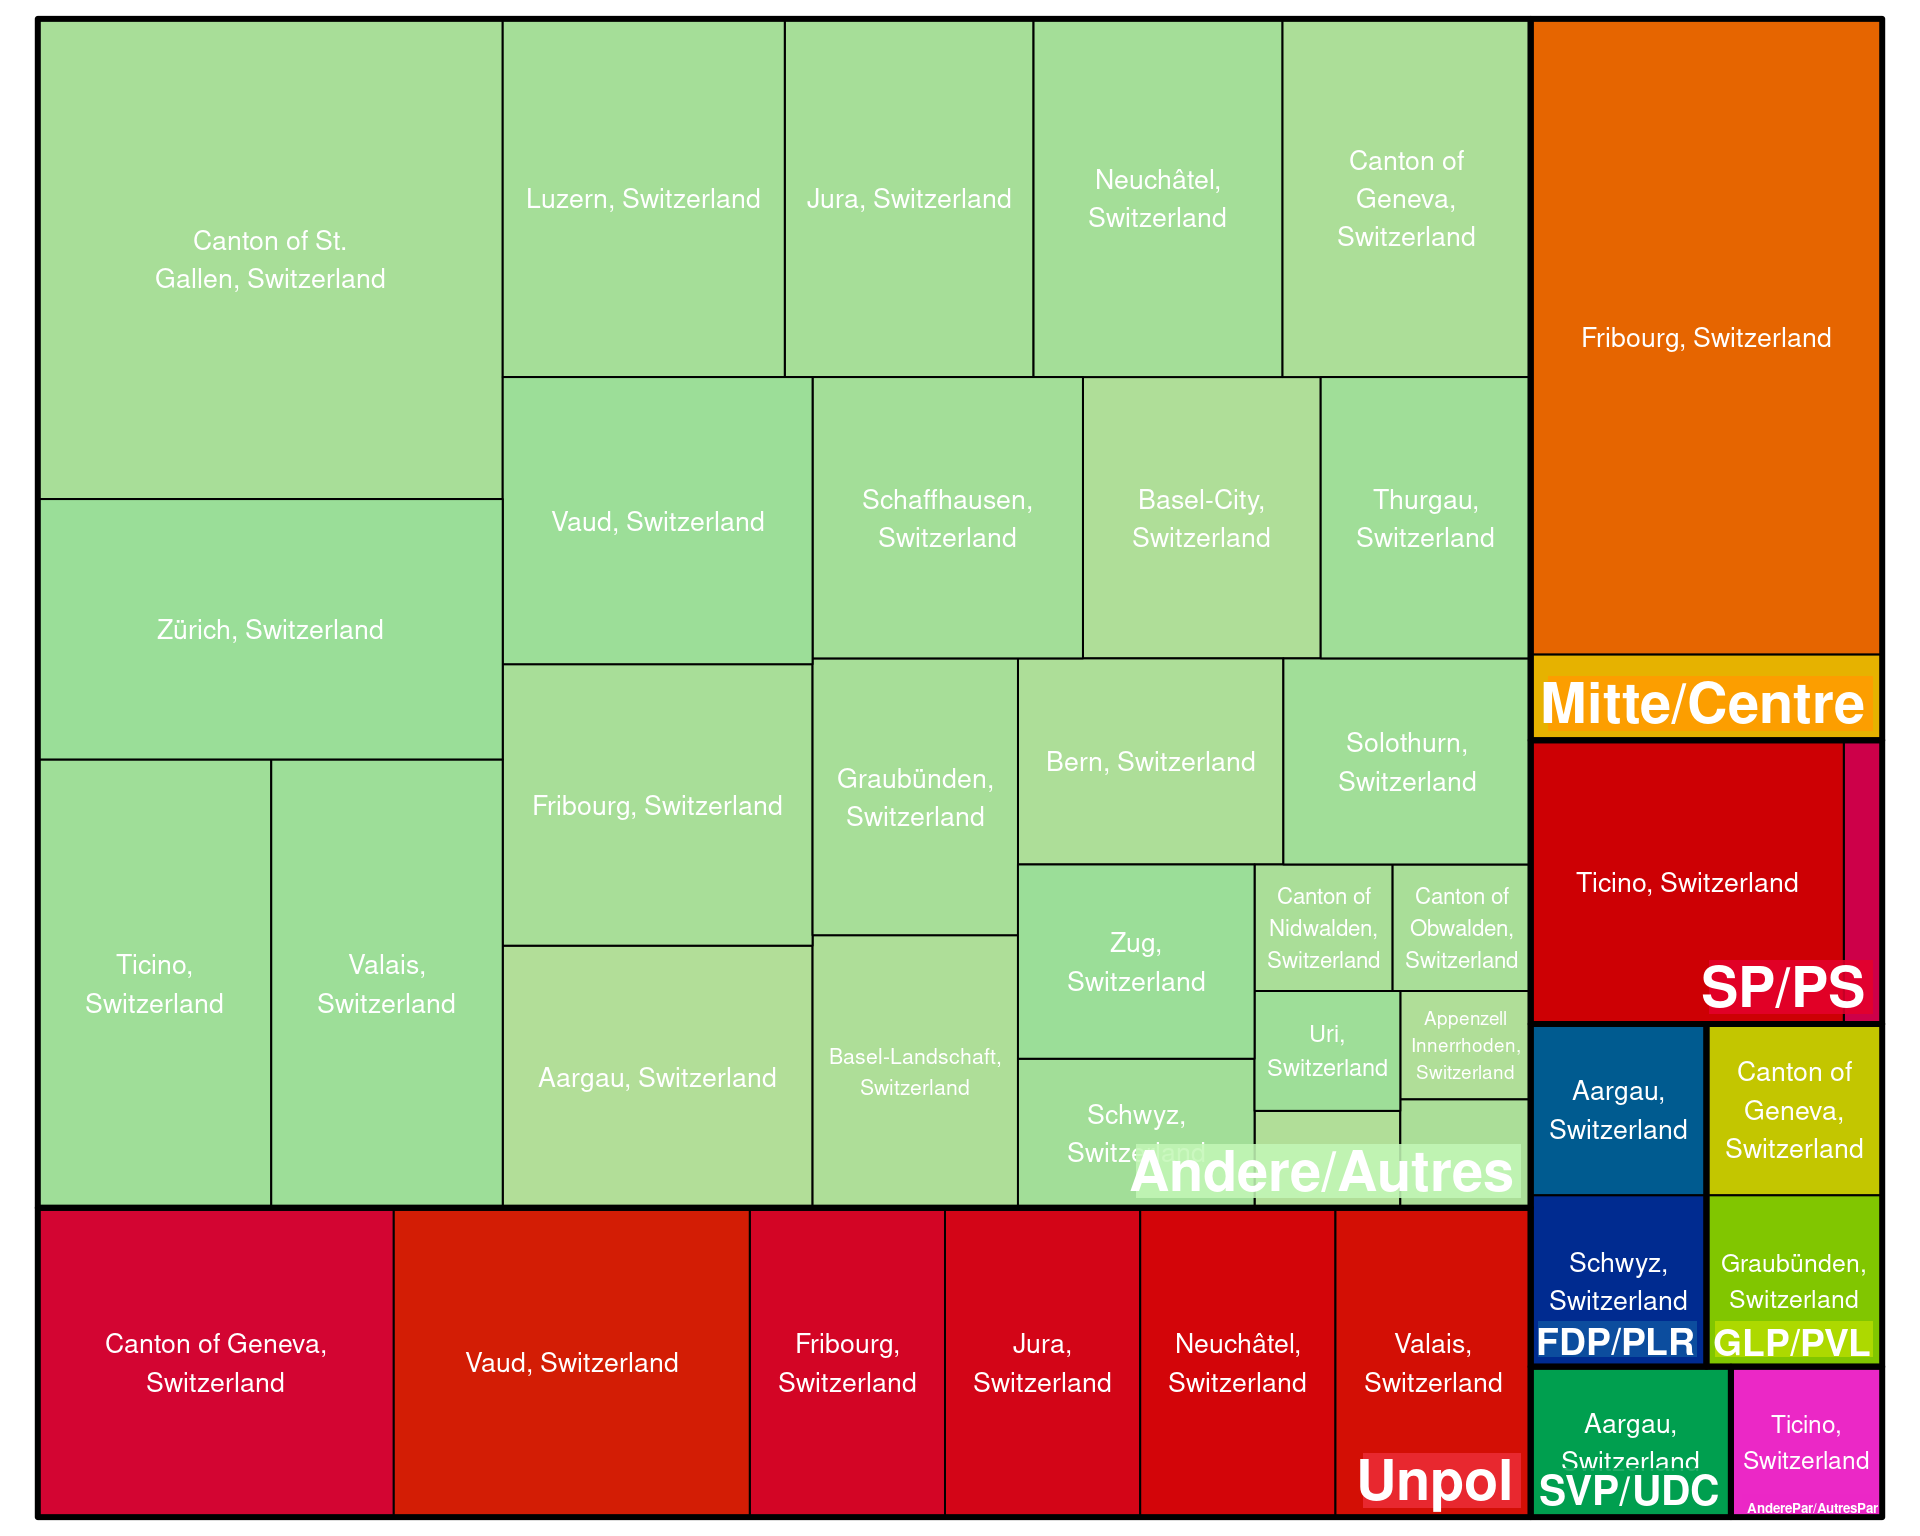 Canton of St.
Gallen, Switzerland
Luzern, Switzerland
Jura, Switzerland
Neuchâtel,
Switzerland
Canton of
Geneva,
Switzerland
Fribourg, Switzerland
Zürich, Switzerland
Vaud, Switzerland
Schaffhausen,
Switzerland
Basel-City,
Switzerland
Thurgau,
Switzerland
Mitte/Centre
Fribourg, Switzerland
Graubünden,
Switzerland
Bern, Switzerland
Solothurn,
Switzerland
Ticino, Switzerland
SP/PS
Ticino,
Switzerland
Valais,
Switzerland
Aargau, Switzerland
Basel-Landschaft,
Switzerland
Zug,
Switzerland
Canton of
Nidwalden,
Switzerland
Canton of
Obwalden,
Switzerland
Uri,
Switzerland
Appenzell
Innerrhoden,
Switzerland
Schwyz,
Switzerland
Andere/Autres
Aargau,
Switzerland
Canton of
Geneva,
Switzerland
Schwyz,
Switzerland
FDP/PLR
Graubünden,
Switzerland
GLP/PVL
Canton of Geneva,
Switzerland
Vaud, Switzerland
Fribourg,
Switzerland
Jura,
Switzerland
Neuchâtel,
Switzerland
Valais,
Switzerland
Unpol
Aargau,
Switzerland
SVP/UDC
Ticino,
Switzerland
AnderePar/AutresPar